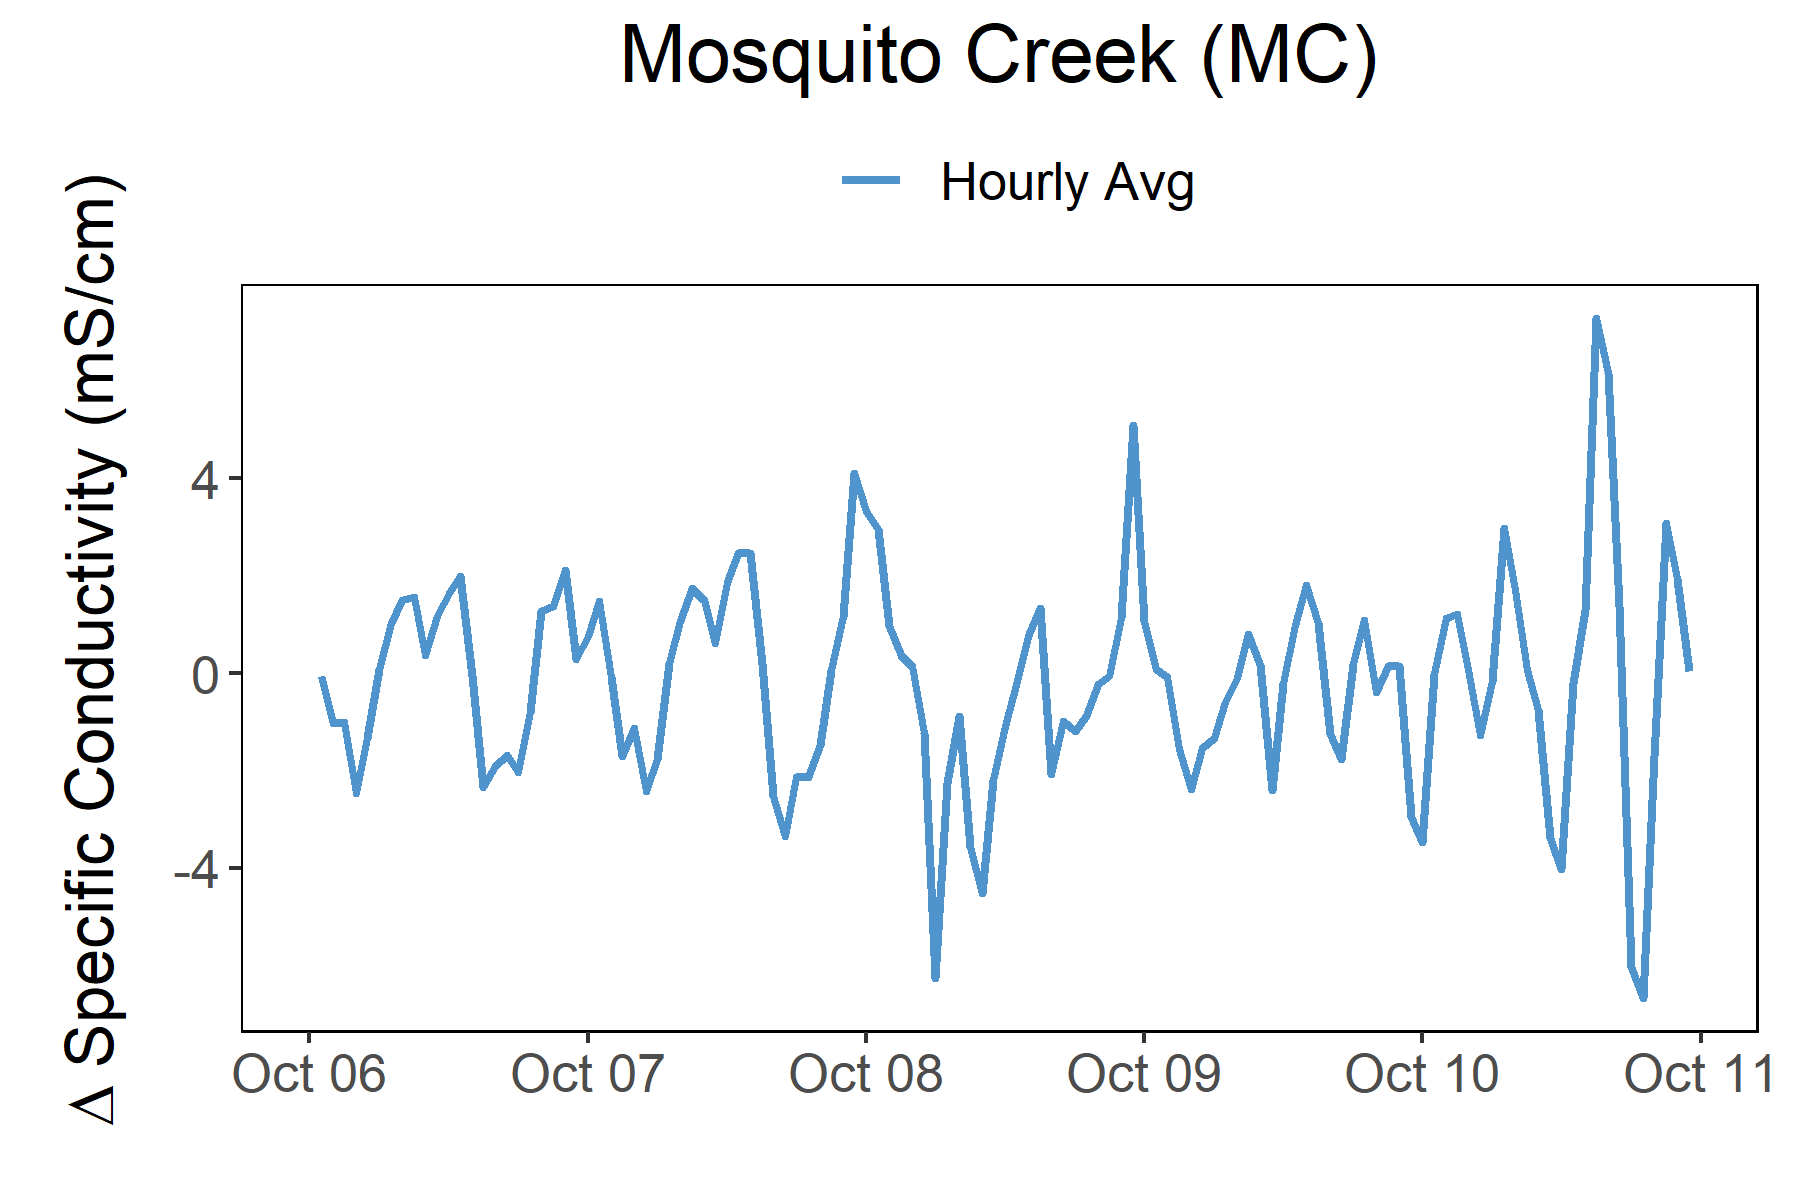 Mosquito Creek (MC)
Hourly Avg
Δ Specific Conductivity (mS/cm)
4
0
-4
Oct 06
Oct 07
Oct 08
Oct 09
Oct 10
Oct 11